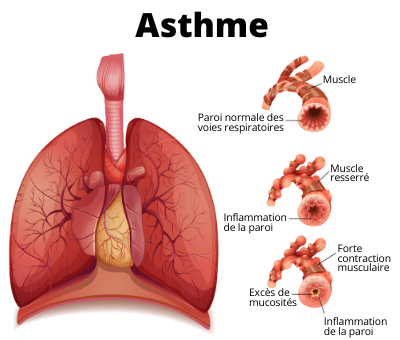 Asthme
Muscle
Paroi normale des
voies respiratoires
Muscle
resserré
Inflammation
de la paroi
Forte
contraction
musculaire
Excès de
mucosités
Inflammation
de la paroi